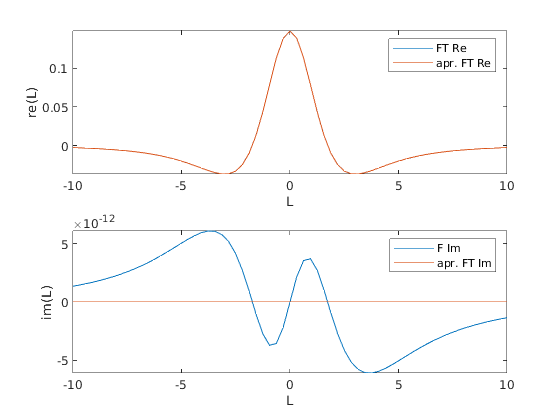 FT Re
apr. FT Re
0.1
0.05
0
re(L)
-10 -5 0 5 10
L
×10-12
F Im
apr. FT Im
5
0
-5
im(L)
-10 -5 0 5 10
L